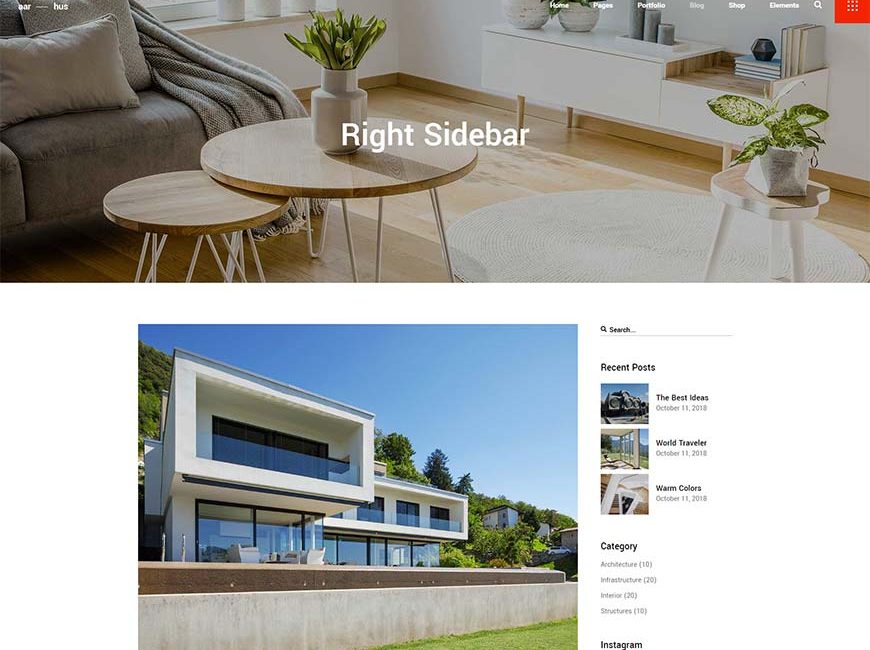 aar — hus
Home Pages Portfolio Blog Shop Elements
Right Sidebar
Search...
Recent Posts
The Best Ideas
October 11, 2018
World Traveler
October 11, 2018
Warm Colors
October 11, 2018
Category
Architecture (10)
Infrastructure (20)
Interior (20)
Structures (10)
Instagram